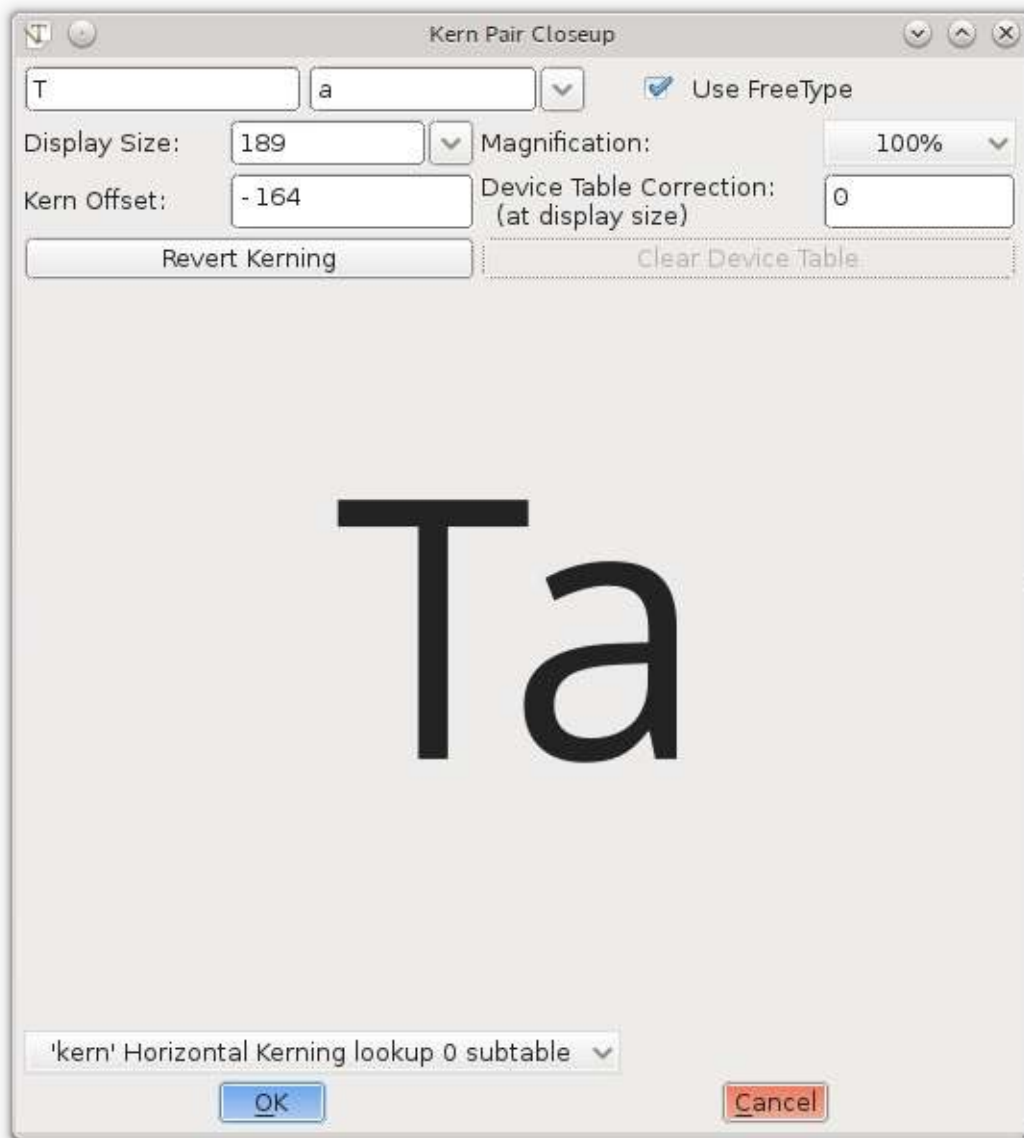 Kern Pair Closeup
T a Use FreeType
Display Size: 189 Magnification: 100%
Kern Offset: -164 Device Table Correction: 0
(at display size)
Revert Kerning Clear Device Table
Ta
'kern' Horizontal Kerning lookup 0 subtable
OK Cancel